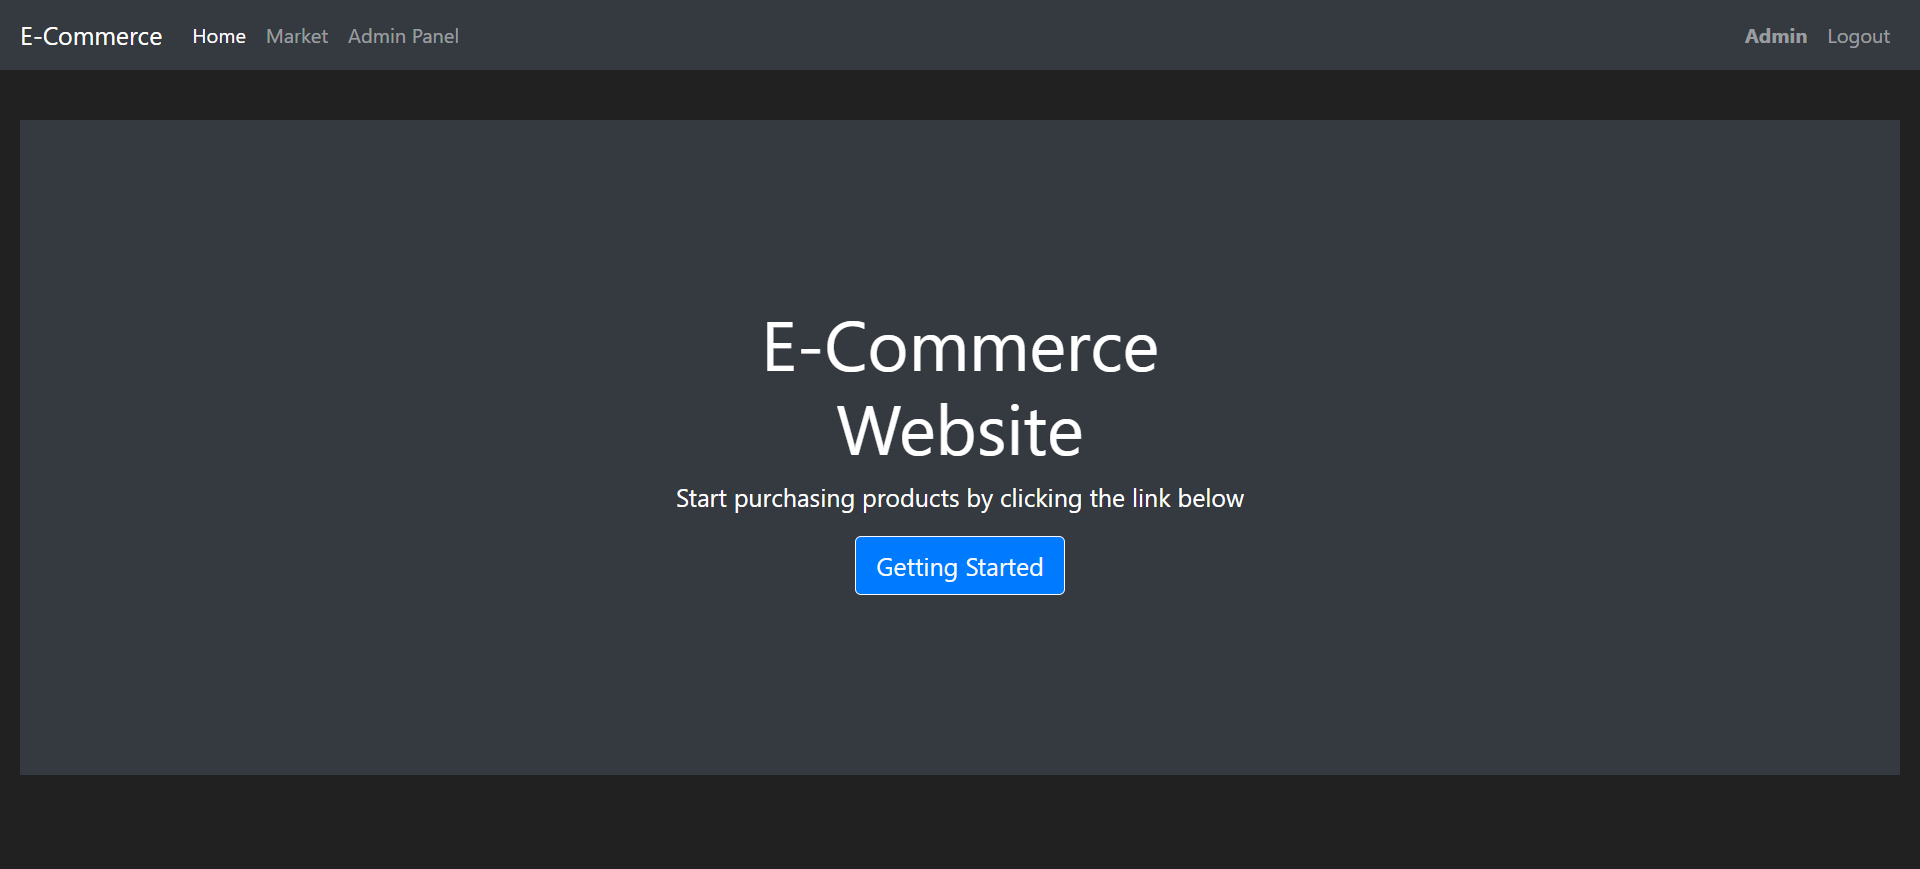 E-Commerce Home Market Admin Panel Admin Logout
E-Commerce
Website
Start purchasing products by clicking the link below
Getting Started